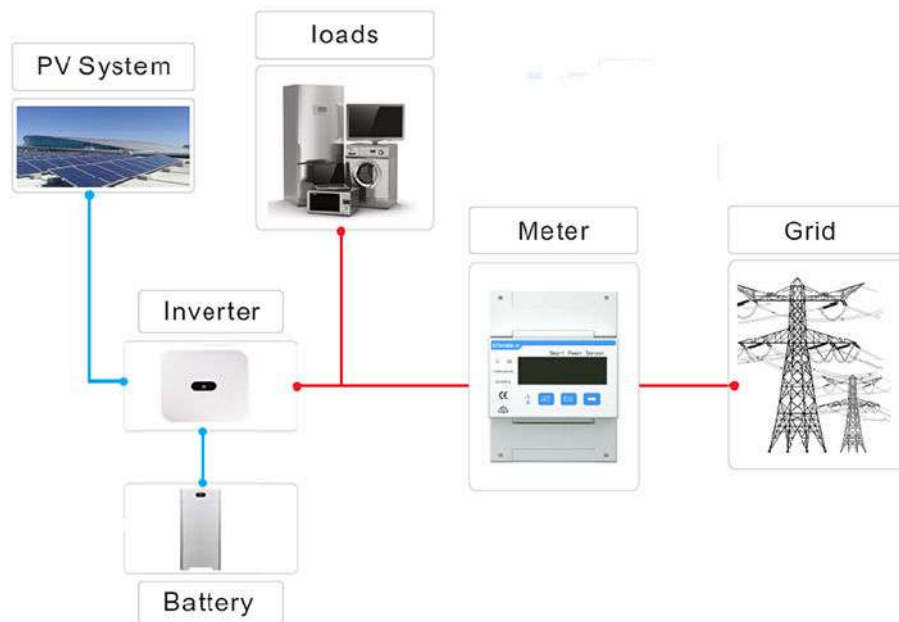 loads
PV System
Meter
Grid
Inverter
Smart Power Sensor
CE
Battery